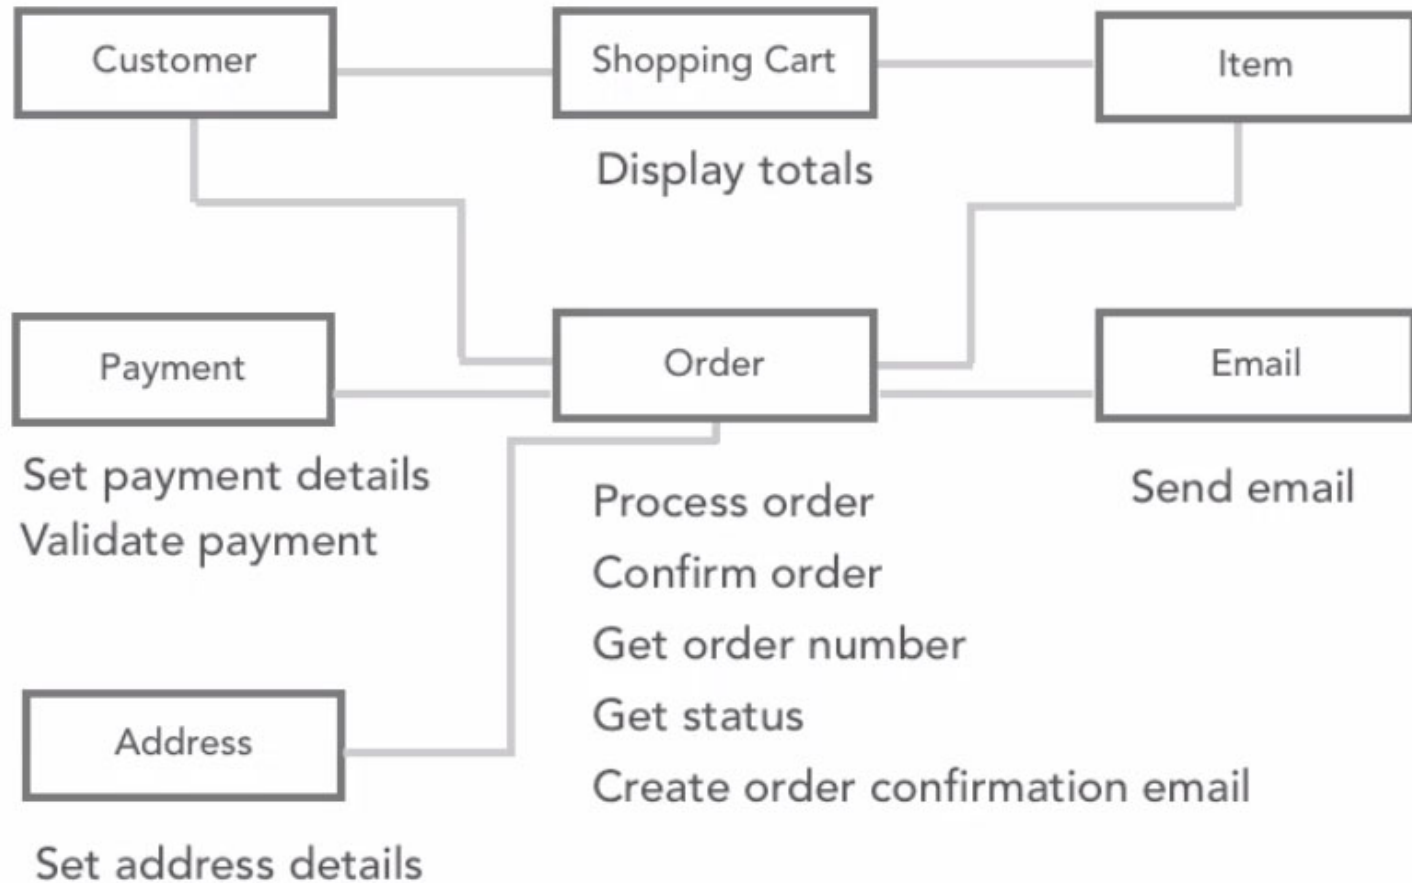 Customer
Shopping Cart
Item
Display totals
Payment
Order
Email
Set payment details
Validate payment
Process order
Confirm order
Get order number
Get status
Create order confirmation email
Send email
Address
Set address details